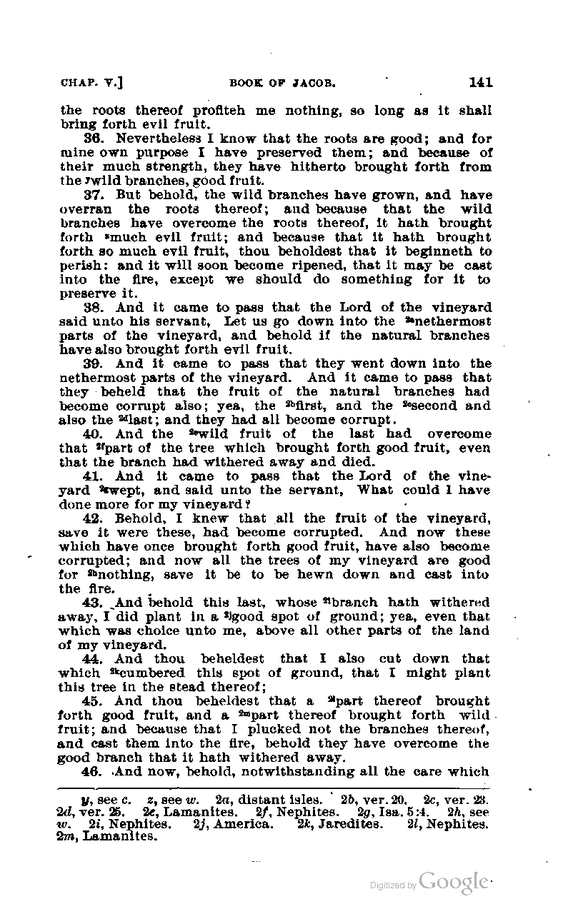 CHAP. V.] BOOK OF JACOB. 141
the roots thereof profiteth me nothing, so long as it shall
bring forth evil fruit.
36. Nevertheless I know that the roots are good; and for
mine own purpose I have preserved them; and because of
their much strength, they have hitherto brought forth from
the ywild branches, good fruit.
37. But behold, the wild branches have grown, and have
overran the roots thereof; and because that the wild
branches have overcome the roots thereof, it hath brought
forth zmuch evil fruit; and because that it hath brought
forth so much evil fruit, thou beholdest that it beginneth to
perish: and it will soon become ripened, that it may be cast
into the fire, except we should do something for it to
preserve it.
38. And it came to pass that the Lord of the vineyard
said unto his servant, Let us go down into the 2anethermost
parts of the vineyard, and behold if the natural branches
have also brought forth evil fruit.
39. And it came to pass that they went down into the
nethermost parts of the vineyard. And it came to pass that
they beheld that the fruit of the natural branches had
become corrupt also; yea, the 2bfirst, and the 2csecond and
also the 2dlast; and they had all become corrupt.
40. And the 2ewild fruit of the last had overcome
that 2fpart of the tree which brought forth good fruit, even
that the branch had withered away and died.
41. And it came to pass that the Lord of the vine-
yard 2gwept, and said unto the servant, What could I have
done more for my vineyard?
42. Behold, I knew that all the fruit of the vineyard,
save it were these, had become corrupted. And now these
which have once brought forth good fruit, have also become
corrupted; and now all the trees of my vineyard are good
for 2hnothing, save it be to be hewn down and cast into
the fire.
43. And behold this last, whose 2ibranch hath withered
away, I did plant in a 2jgood spot of ground; yea, even that
which was choice unto me, above all other parts of the land
of my vineyard.
44. And thou beheldest that I also cut down that
which 2kcumbered this spot of ground, that I might plant
this tree in the stead thereof;
45. And thou beheldest that a 2lpart thereof brought
forth good fruit, and a 2mpart thereof brought forth wild
fruit; and because that I plucked not the branches thereof,
and cast them into the fire, behold they have overcome the
good branch that it hath withered away.
46. And now, behold, notwithstanding all the care which
y, see c. z, see w. 2a, distant isles. 2b, ver. 20. 2c, ver. 23.
2d, ver. 25. 2e, Lamanites. 2f, Nephites. 2g, Isa. 5:4. 2h, see
w. 2i, Nephites. 2j, America. 2k, Jaredites. 2l, Nephites.
2m, Lamanites.
Digitized by Google